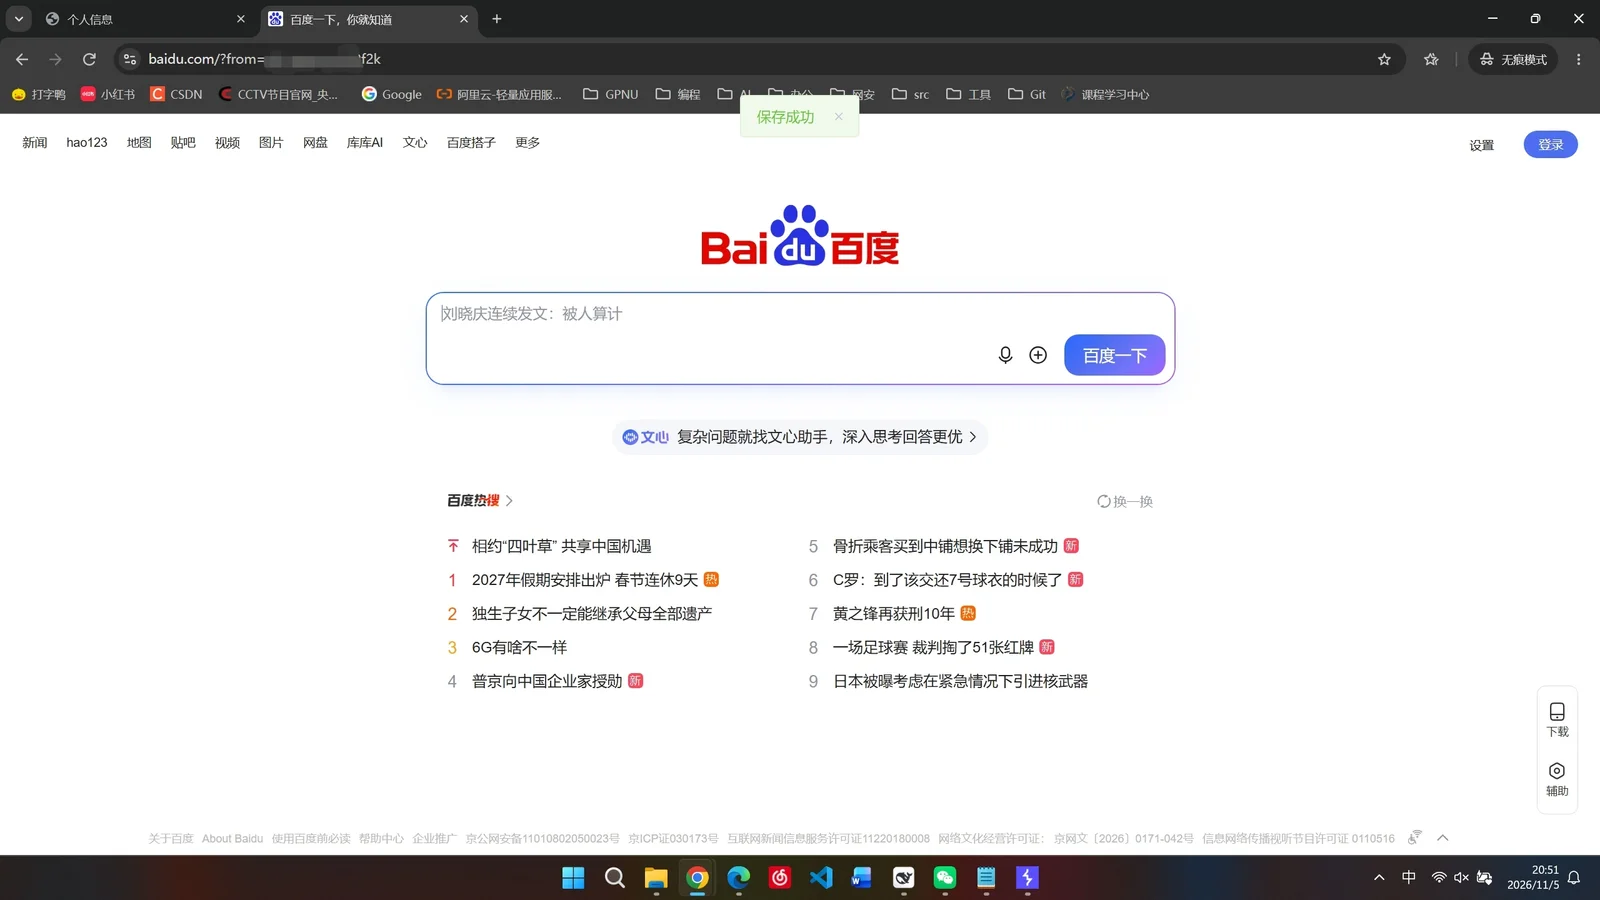 个人信息
百度一下，你就知道
baidu.com/?from=
f2k
无痕模式
打字鸭
小红书
CSDN
CCTV节目官网_央...
Google
阿里云-轻量应用服...
GPNU
编程
AI
办公
网安
src
工具
Git
课程学习中心
保存成功
新闻
hao123
地图
贴吧
视频
图片
网盘
库库AI
文心
百度搭子
更多
设置
登录
Bai du 百度
刘晓庆连续发文：被人算计
百度一下
文心 复杂问题就找文心助手，深入思考回答更优
百度热搜
换一换
相约“四叶草” 共享中国机遇
1 2027年假期安排出炉 春节连休9天 热
2 独生子女不一定能继承父母全部遗产
3 6G有啥不一样
4 普京向中国企业家授勋 新
5 骨折乘客买到中铺想换下铺未成功 新
6 C罗：到了该交还7号球衣的时候了 新
7 黄之锋再获刑10年 热
8 一场足球赛 裁判掏了51张红牌 新
9 日本被曝考虑在紧急情况下引进核武器
下载
辅助
关于百度 About Baidu 使用百度前必读 帮助中心 企业推广 京公网安备11010802050023号 京ICP证030173号 互联网新闻信息服务许可证11220180008 网络文化经营许可证： 京网文〔2026〕0171-042号 信息网络传播视听节目许可证 0110516
中
20:51
2026/11/5